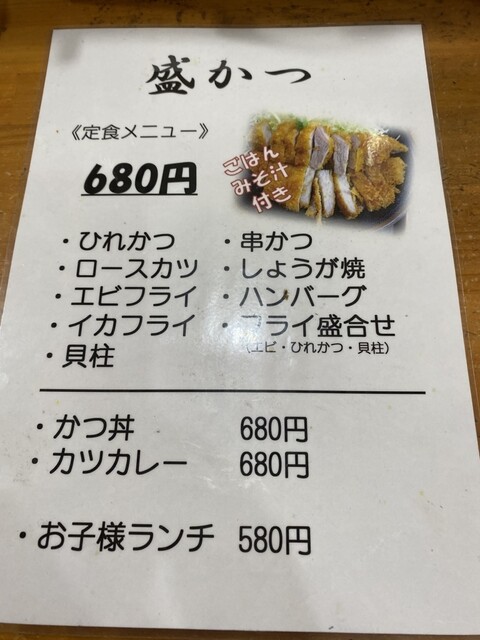 盛かつ
《定食メニュー》
680円
ごはん
みそ汁
付き
・ひれかつ
・ロースカツ
・エビフライ
・イカフライ
・貝柱
・串かつ
・しょうが焼
・ハンバーグ
・フライ盛合せ
(エビ・ひれかつ・貝柱)
・かつ丼 680円
・カツカレー 680円
・お子様ランチ 580円